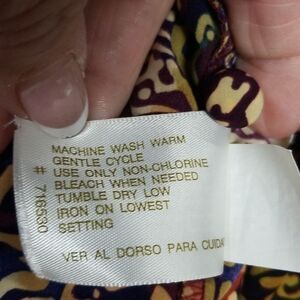 MACHINE WASH WARM
GENTLE CYCLE
USE ONLY NON-CHLORINE
BLEACH WHEN NEEDED
TUMBLE DRY LOW
IRON ON LOWEST
SETTING
VER AL DORSO PARA CUIDA
# 716550